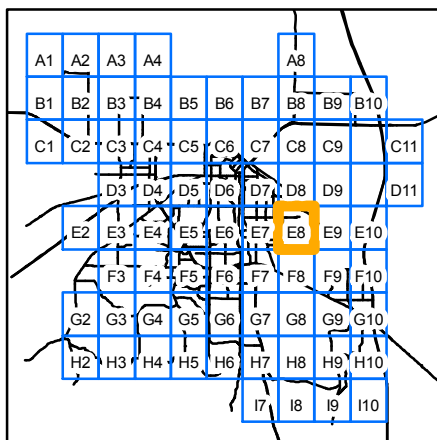 A1 A2 A3 A4 A8
B1 B2 B3 B4 B5 B6 B7 B8 B9 B10
C1 C2 C3 C4 C5 C6 C7 C8 C9 C11
D3 D4 D5 D6 D7 D8 D9 D11
E2 E3 E4 E5 E6 E7 E8 E9 E10
F3 F4 F5 F6 F7 F8 F9 F10
G2 G3 G4 G5 G6 G7 G8 G9 G10
H2 H3 H4 H5 H6 H7 H8 H9 H10
I7 I8 I9 I10